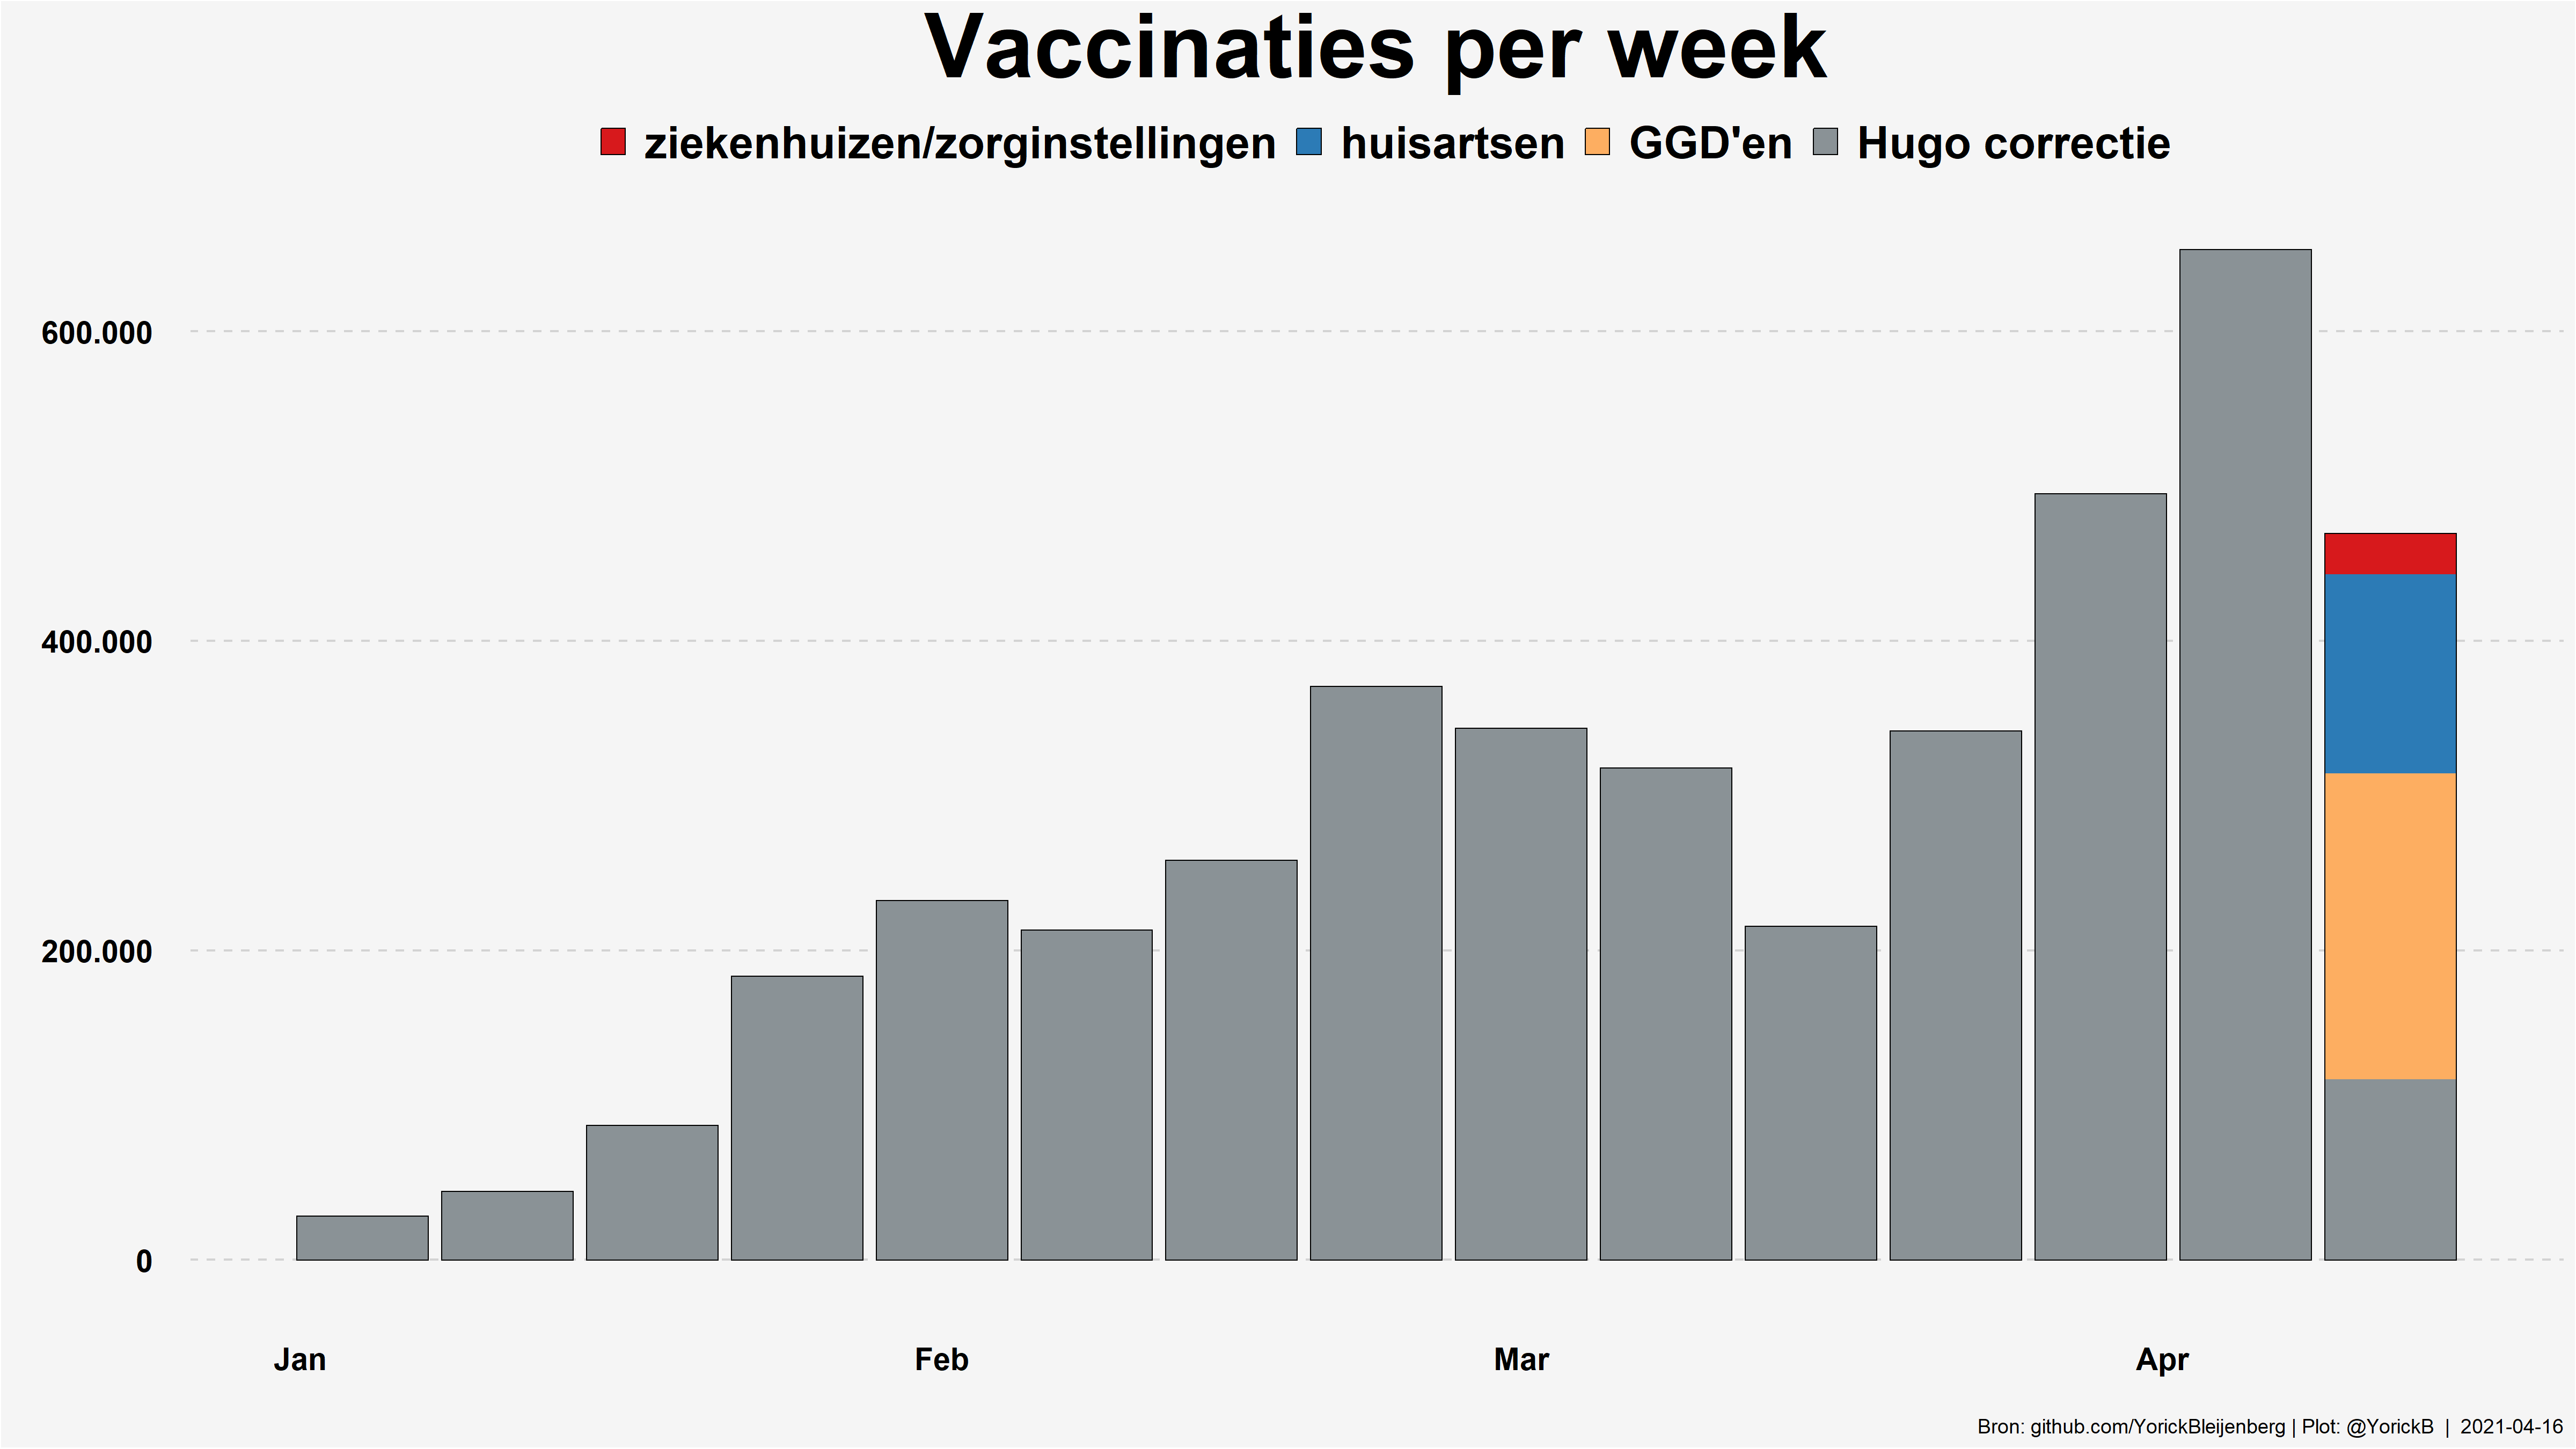 Vaccinaties per week
ziekenhuizen/zorginstellingen huisartsen GGD'en Hugo correctie
600.000
400.000
200.000
0
Jan Feb Mar Apr
Bron: github.com/YorickBleijenberg | Plot: @YorickB | 2021-04-16